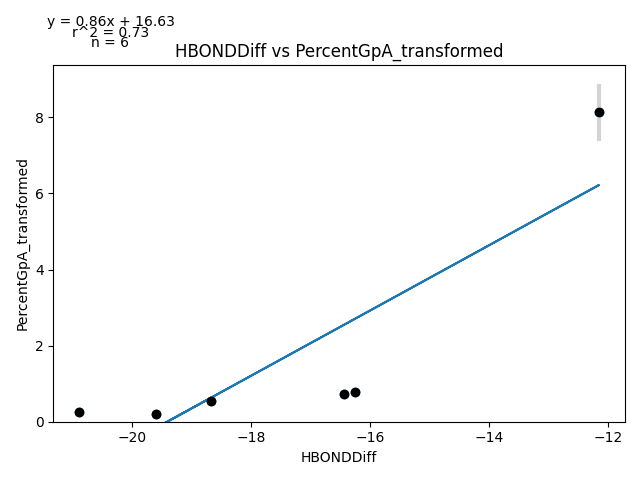 y = 0.86x + 16.63
r^2 = 0.73
n = 6
HBONDDiff vs PercentGpA_transformed
PercentGpA_transformed
8
6
4
2
0
−20
−18
−16
−14
−12
HBONDDiff